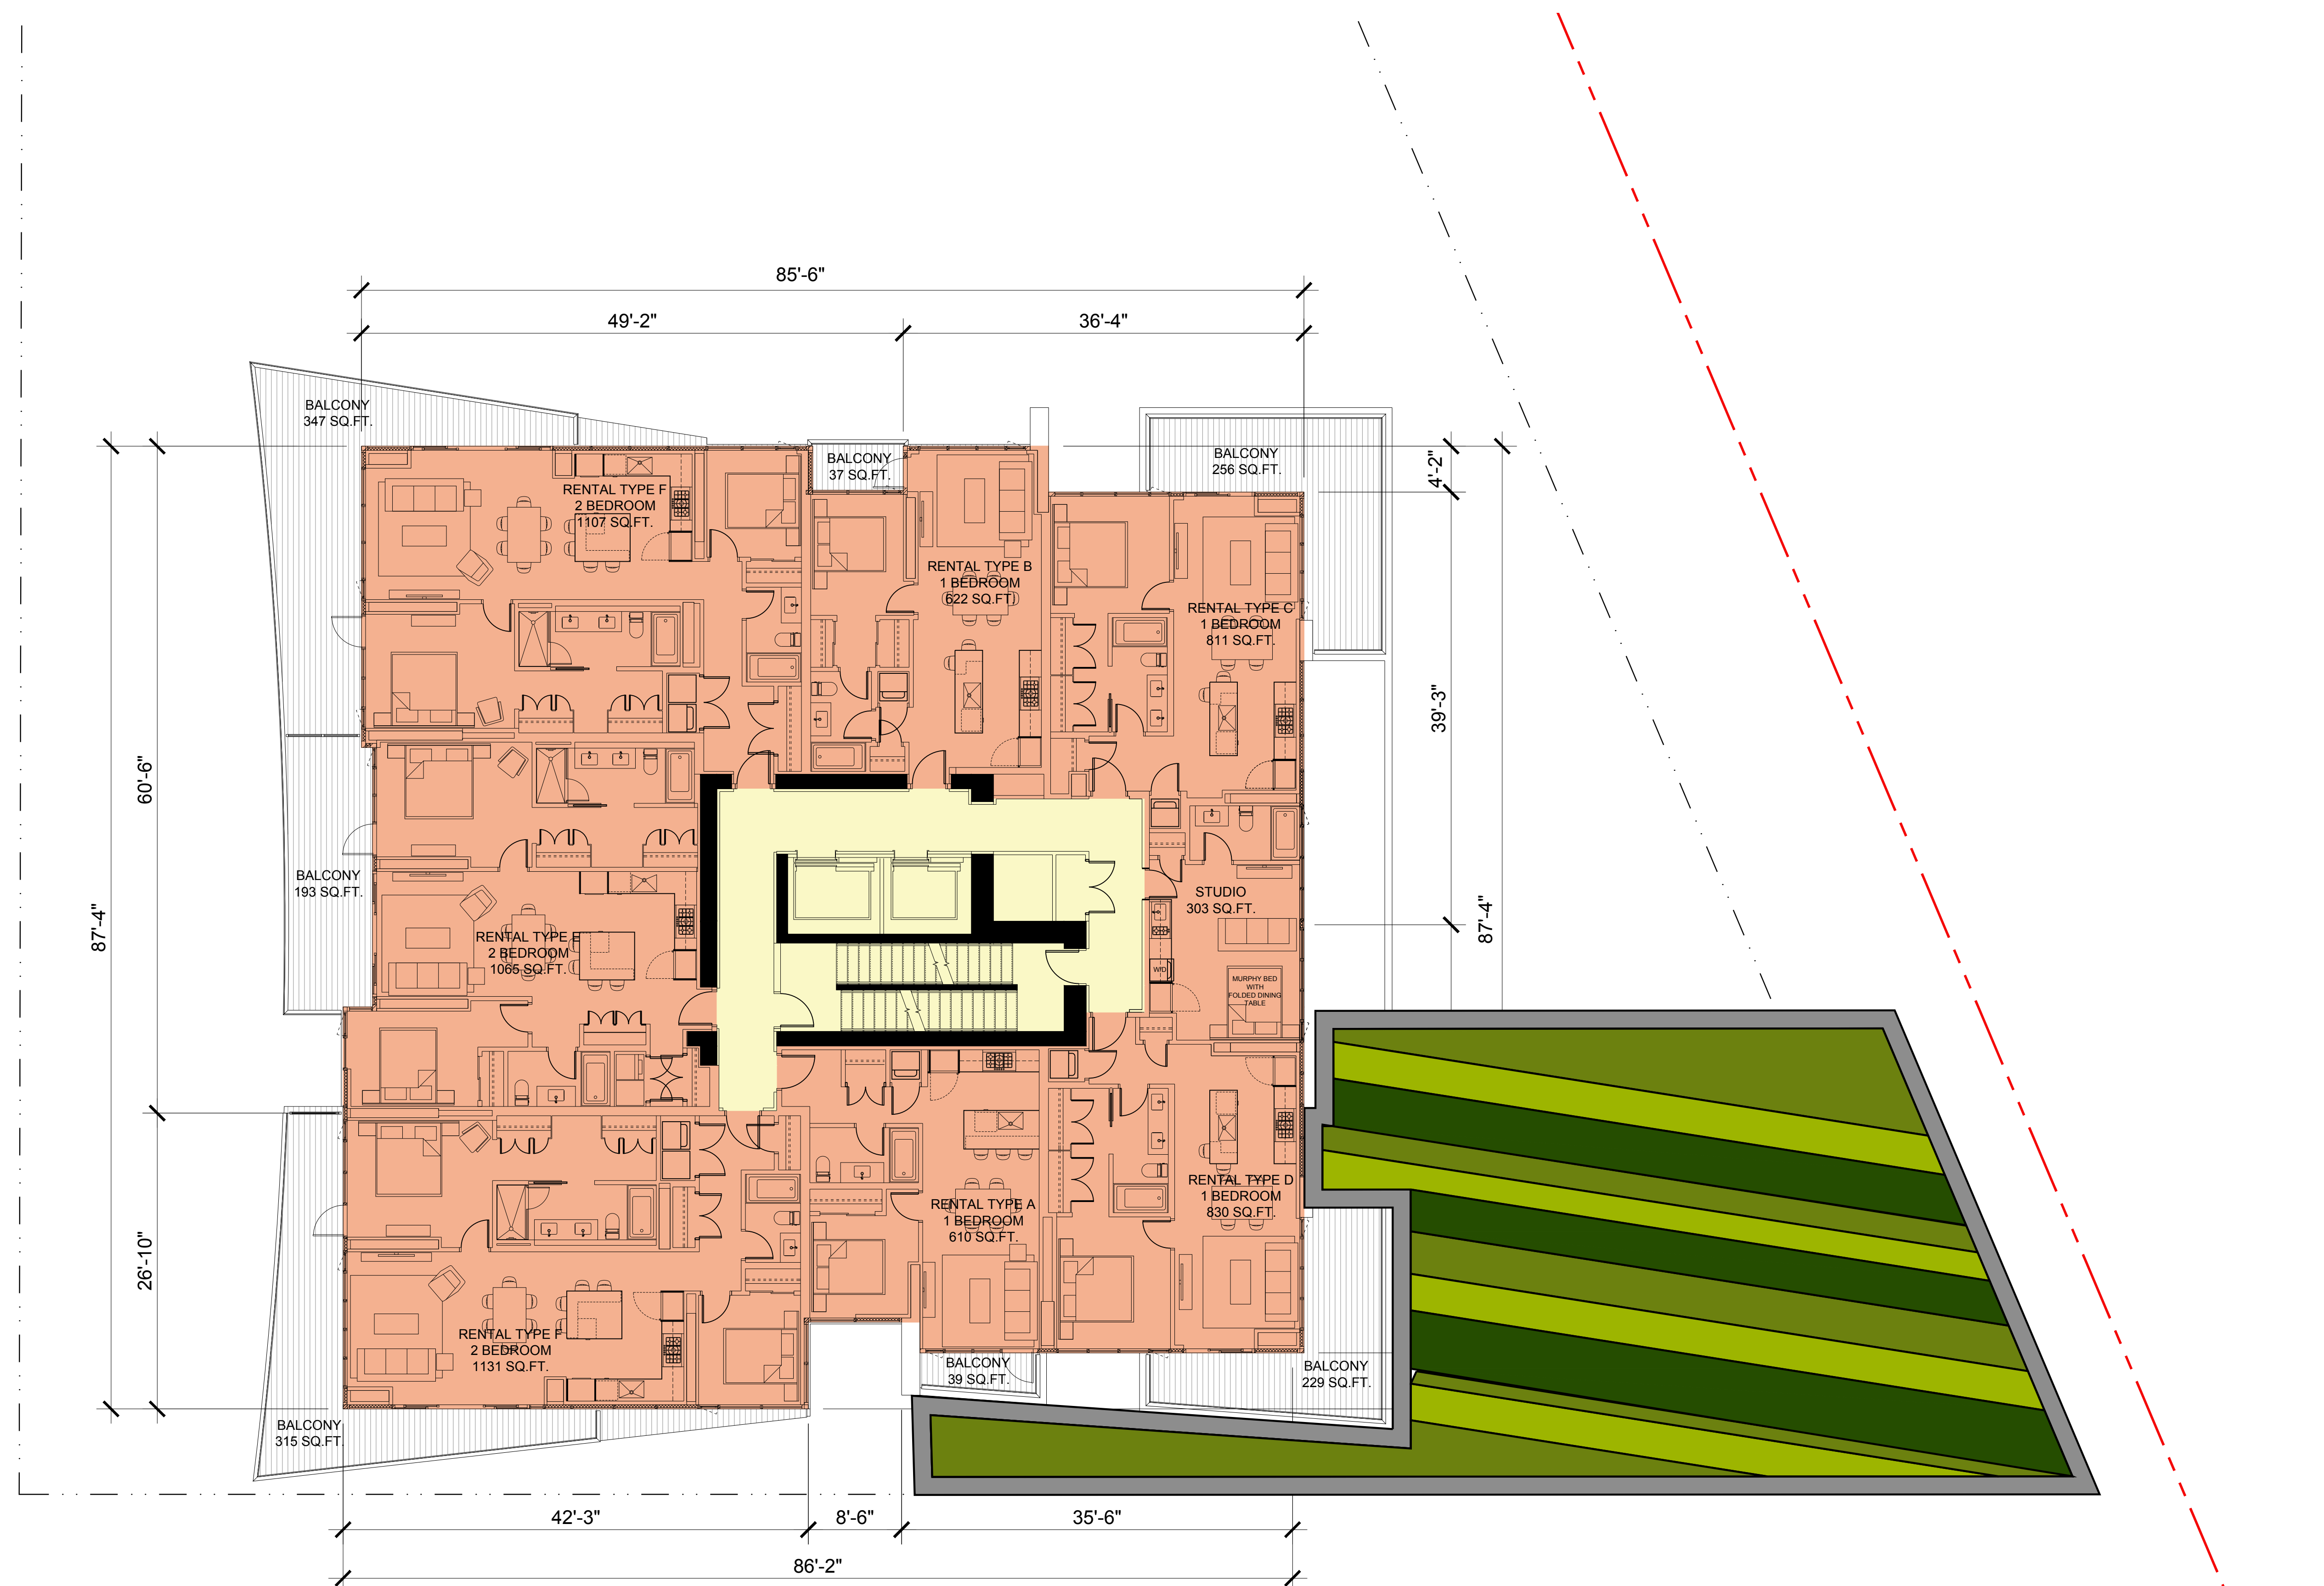 85'-6"
49'-2"
36'-4"
BALCONY
347 SQ.FT.
BALCONY
37 SQ.FT.
BALCONY
256 SQ.FT.
4'-2"
RENTAL TYPE F
2 BEDROOM
1107 SQ.FT.
RENTAL TYPE B
1 BEDROOM
622 SQ.FT.
RENTAL TYPE C
1 BEDROOM
811 SQ.FT.
39'-3"
60'-6"
87'-4"
BALCONY
193 SQ.FT.
RENTAL TYPE E
2 BEDROOM
1065 SQ.FT.
STUDIO
303 SQ.FT.
W/D
MURPHY BED
WITH
FOLDED DINING
TABLE
87'-4"
26'-10"
RENTAL TYPE A
1 BEDROOM
610 SQ.FT.
RENTAL TYPE D
1 BEDROOM
830 SQ.FT.
RENTAL TYPE F
2 BEDROOM
1131 SQ.FT.
BALCONY
39 SQ.FT.
BALCONY
229 SQ.FT.
BALCONY
315 SQ.FT.
42'-3"
8'-6"
35'-6"
86'-2"